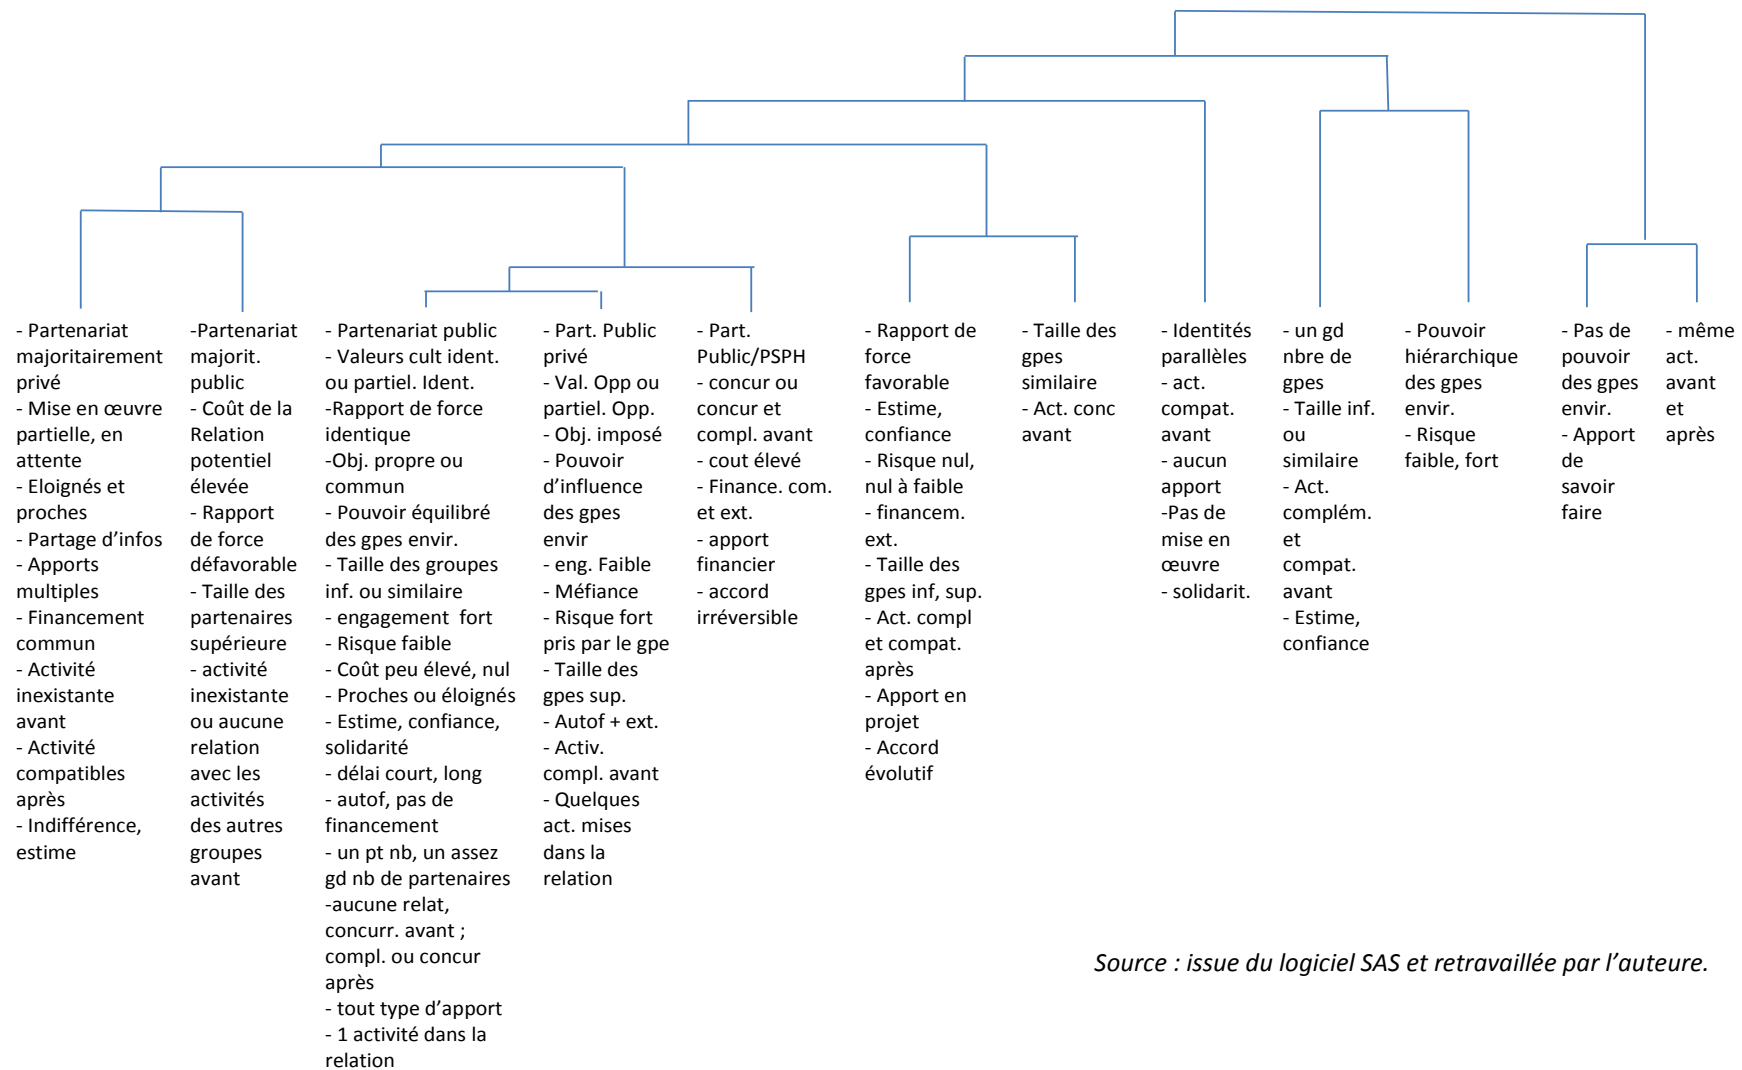 - Partenariat
majoritairement
privé
- Mise en œuvre
partielle, en
attente
- Eloignés et
proches
- Partage d’infos
- Apports
multiples
- Financement
commun
- Activité
inexistante
avant
- Activité
compatibles
après
- Indifférence,
estime
-Partenariat
majorit.
public
- Coût de la
Relation
potentiel
élevée
- Rapport
de force
défavorable
- Taille des
partenaires
supérieure
- activité
inexistante
ou aucune
relation
avec les
activités
des autres
groupes
avant
- Partenariat public
- Valeurs cult ident.
ou partiel. Ident.
-Rapport de force
identique
-Obj. propre ou
commun
- Pouvoir équilibré
des gpes envir.
- Taille des groupes
inf. ou similaire
- engagement fort
- Risque faible
- Coût peu élevé, nul
- Proches ou éloignés
- Estime, confiance,
solidarité
- délai court, long
- autof, pas de
financement
- un pt nb, un assez
gd nb de partenaires
-aucune relat,
concurr. avant ;
compl. ou concur
après
- tout type d’apport
- 1 activité dans la
relation
- Part. Public
privé
- Val. Opp ou
partiel. Opp.
- Obj. imposé
- Pouvoir
d’influence
des gpes
envir
- eng. Faible
- Méfiance
- Risque fort
pris par le gpe
- Taille des
gpes sup.
- Autof + ext.
- Activ.
compl. avant
- Quelques
act. mises
dans la
relation
- Part.
Public/PSPH
- concur ou
concur et
compl. avant
- cout élevé
- Finance. com.
et ext.
- apport
financier
- accord
irréversible
- Rapport de
force
favorable
- Estime,
confiance
- Risque nul,
nul à faible
- financem.
ext.
- Taille des
gpes inf, sup.
- Act. compl
et compat.
après
- Apport en
projet
- Accord
évolutif
- Taille des
gpes
similaire
- Act. conc
avant
- Identités
parallèles
- act.
compat.
avant
- aucun
apport
-Pas de
mise en
œuvre
- solidarit.
- un gd
nbre de
gpes
- Taille inf.
ou
similaire
- Act.
complém.
et
compat.
avant
- Estime,
confiance
- Pouvoir
hiérarchique
des gpes
envir.
- Risque
faible, fort
- Pas de
pouvoir
des gpes
envir.
- Apport
de
savoir
faire
- même
act.
avant
et
après
Source : issue du logiciel SAS et retravaillée par l’auteure.